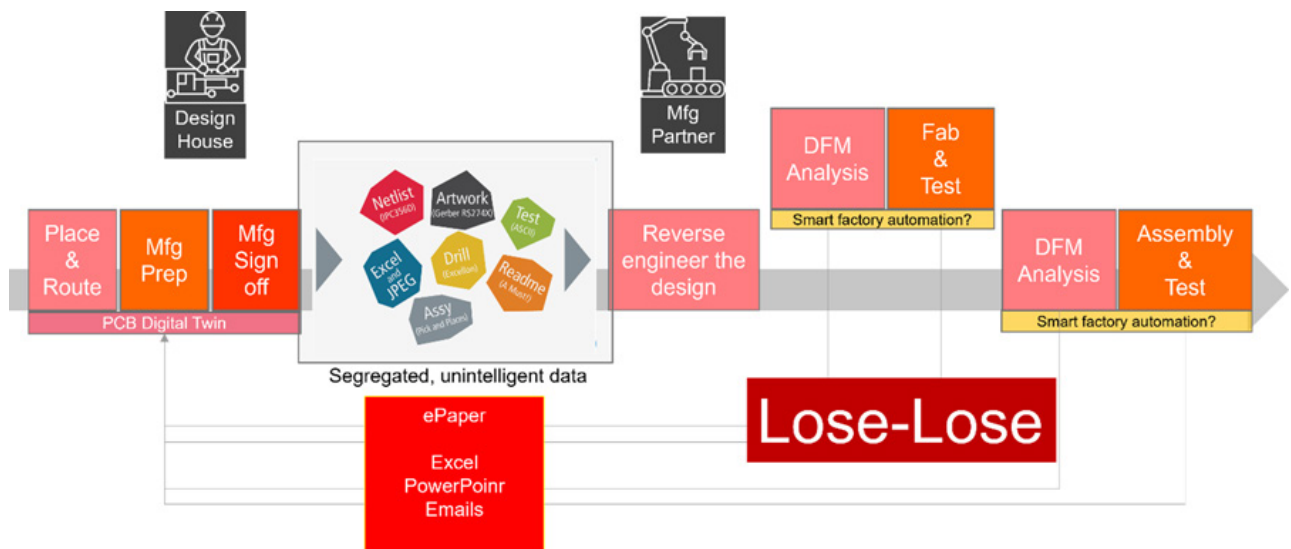 Design
House
Mfg
Partner
DFM
Analysis
Fab
&
Test
Smart factory automation?
Place
&
Route
Mfg
Prep
Mfg
Sign
off
PCB Digital Twin
Netlist
(IPC356D)
Artwork
(Gerber RS274X)
Test
(ASCII)
Excel
and
JPEG
Drill
(Excellon)
Readme
(A Must!)
Assy
(Pick and Places)
Segregated, unintelligent data
Reverse
engineer the
design
DFM
Analysis
Assembly
&
Test
Smart factory automation?
ePaper
Excel
PowerPoinr
Emails
Lose-Lose